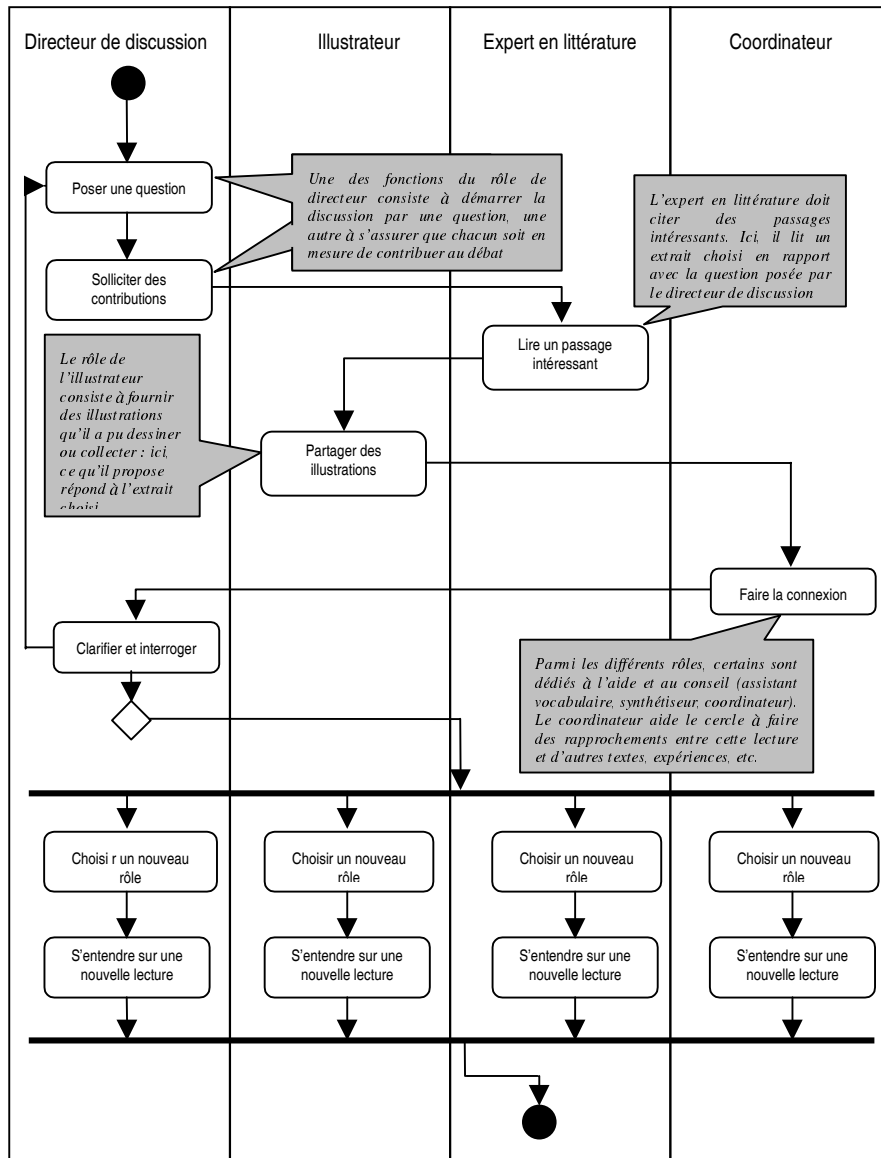 Directeur de discussion
Illustrateur
Expert en littérature
Coordinateur
Poser une question
Une des fonctions du rôle de
directeur consiste à démarrer la
discussion par une question, une
autre à s'assurer que chacun soit en
mesure de contribuer au débat
L'expert en littérature doit
citer des passages
intéressants. Ici, il lit un
extrait choisi en rapport
avec la question posée par
le directeur de discussion
Solliciter des
contributions
Lire un passage
intéressant
Le rôle de
l'illustrateur
consiste à fournir
des illustrations
qu'il a pu dessiner
ou collecter : ici,
ce qu'il propose
répond à l'extrait
choisi
Partager des
illustrations
Faire la connexion
Clarifier et interroger
Parmi les différents rôles, certains sont
dédiés à l'aide et au conseil (assistant
vocabulaire, synthétiseur, coordinateur).
Le coordinateur aide le cercle à faire
des rapprochements entre cette lecture
et d'autres textes, expériences, etc.
Choisi r un nouveau
rôle
Choisir un nouveau
rôle
Choisir un nouveau
rôle
Choisir un nouveau
rôle
S'entendre sur une
nouvelle lecture
S'entendre sur une
nouvelle lecture
S'entendre sur une
nouvelle lecture
S'entendre sur une
nouvelle lecture